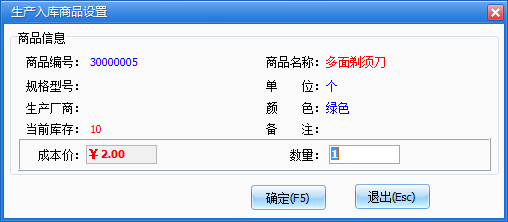 生产入库商品设置
商品信息
商品编号： 30000005 商品名称：多面剃须刀
规格型号： 单 位：个
生产厂商： 颜 色：绿色
当前库存： 10 备 注：
成本价： ￥2.00 数量： 1
确定(F5) 退出(Esc)